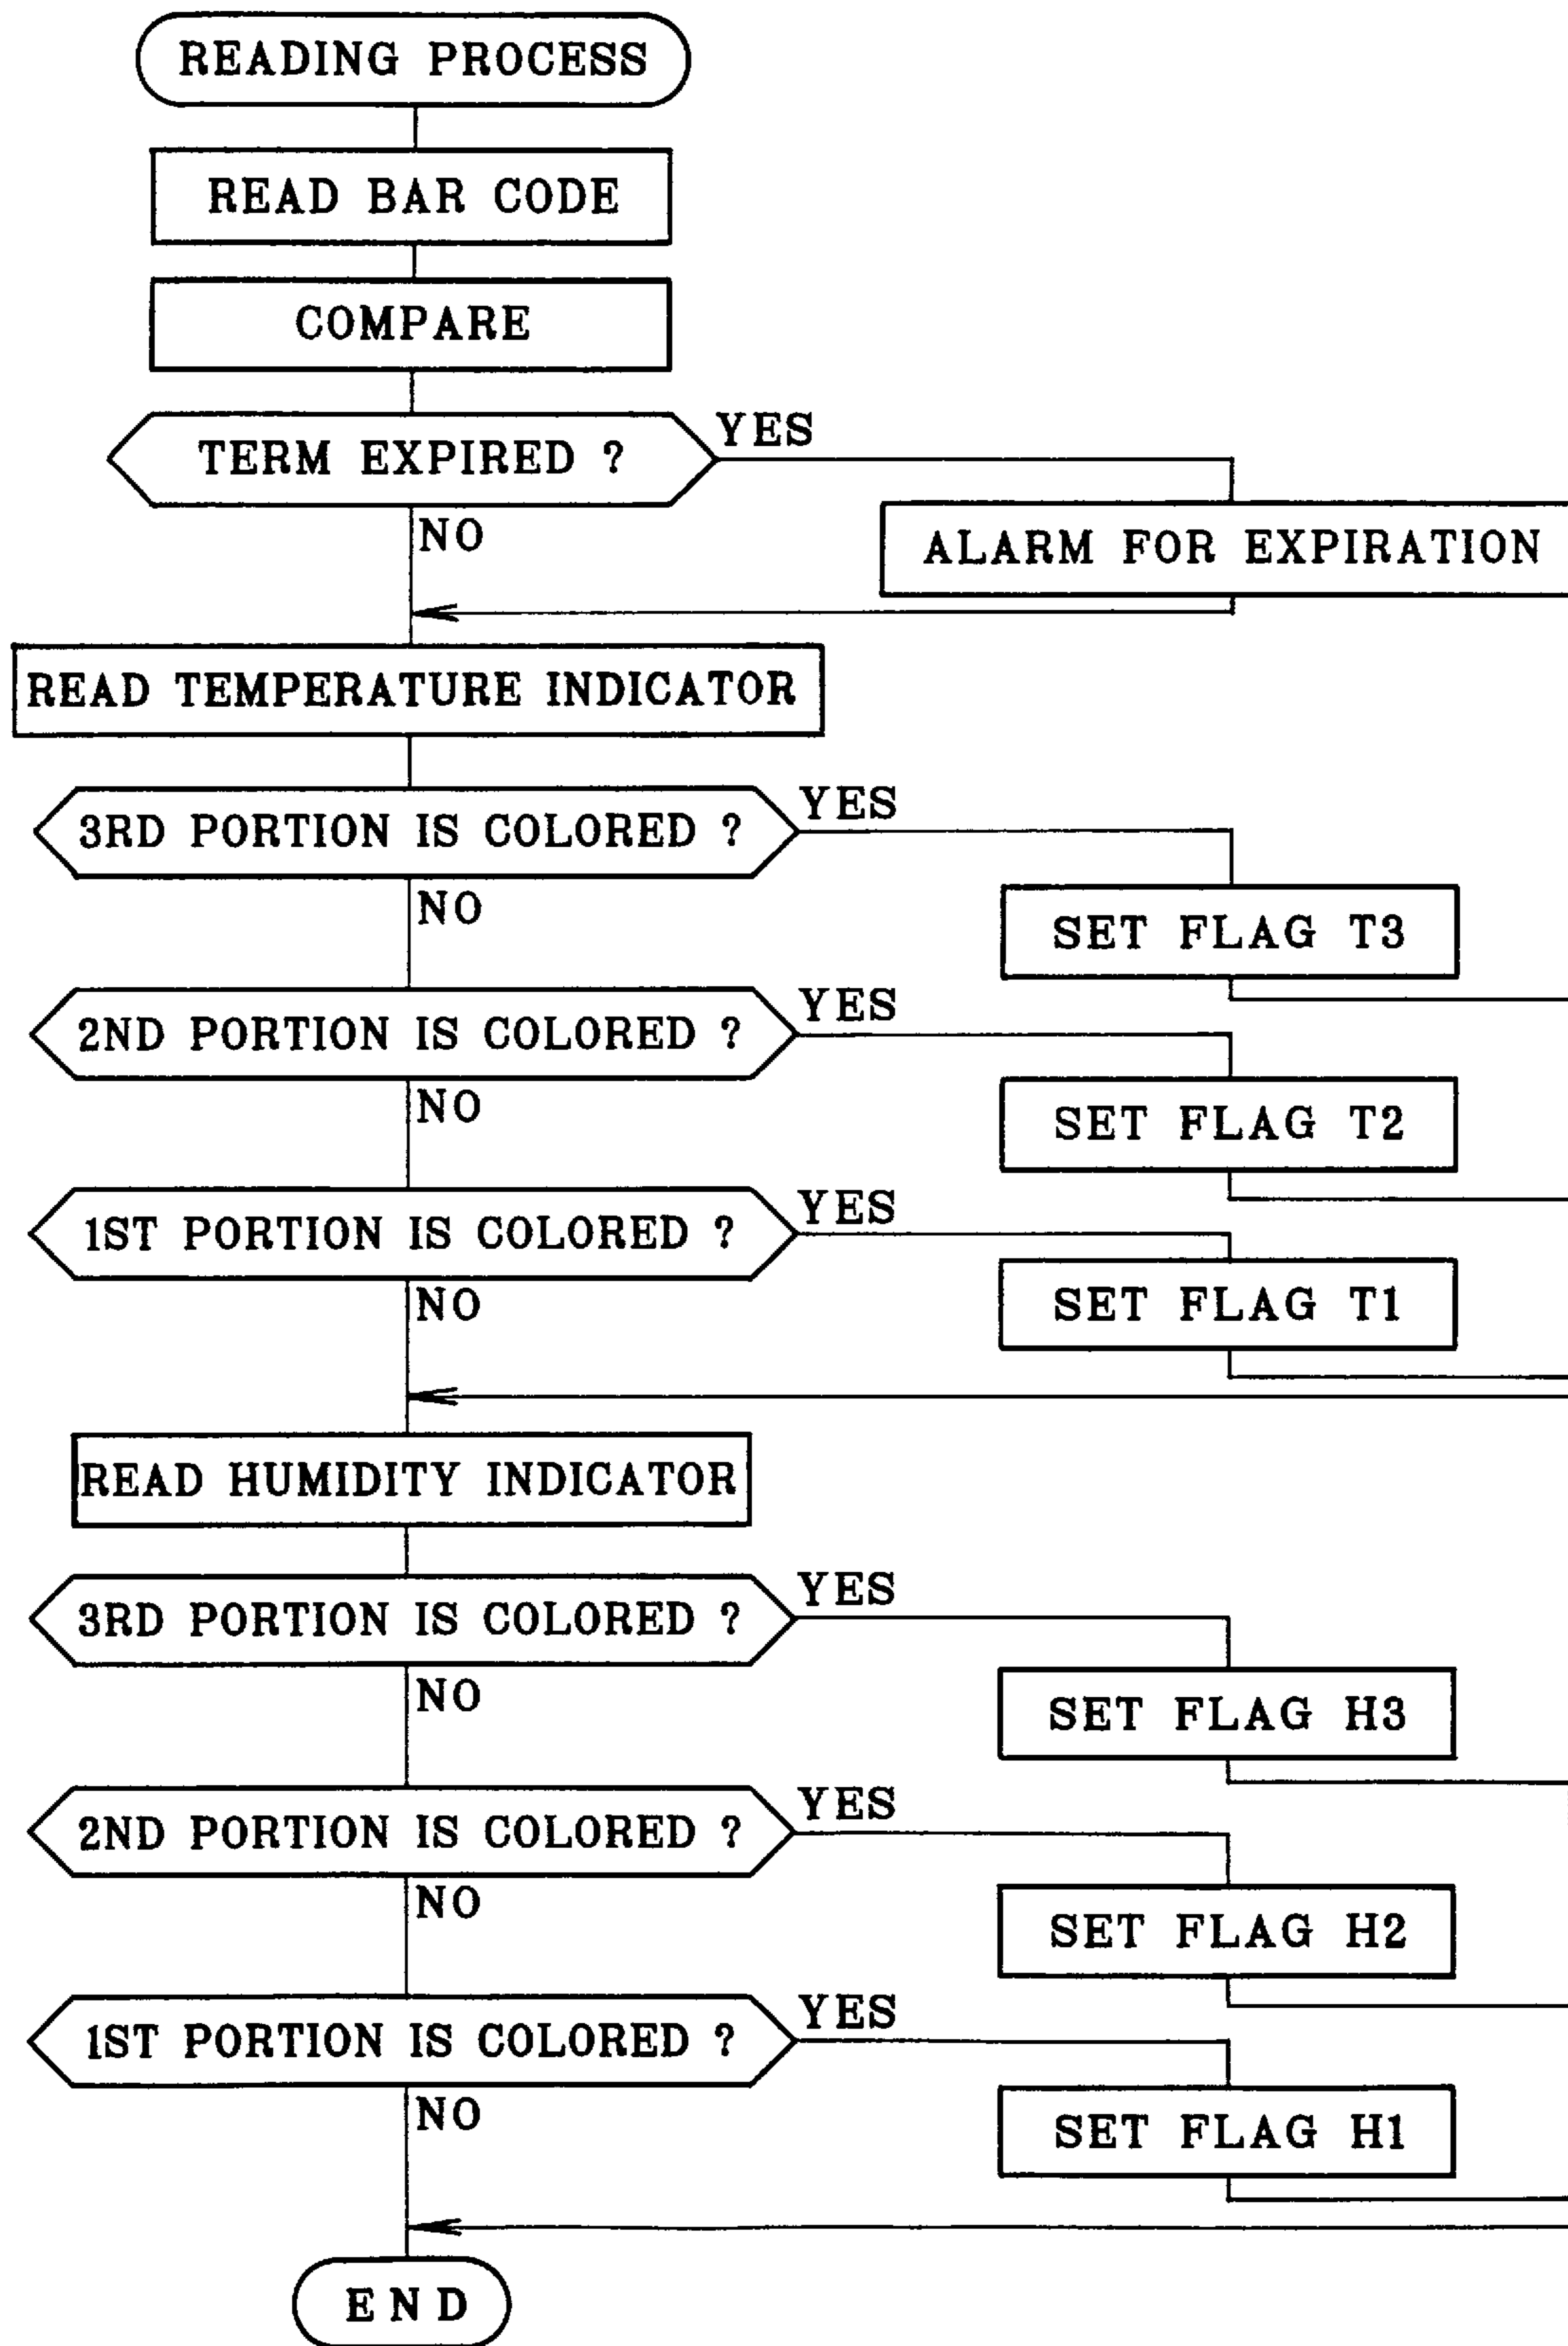 READING PROCESS
READ BAR CODE
COMPARE
TERM EXPIRED ?
YES
NO
ALARM FOR EXPIRATION
READ TEMPERATURE INDICATOR
3RD PORTION IS COLORED ?
YES
NO
SET FLAG T3
2ND PORTION IS COLORED ?
YES
NO
SET FLAG T2
1ST PORTION IS COLORED ?
YES
NO
SET FLAG T1
READ HUMIDITY INDICATOR
3RD PORTION IS COLORED ?
YES
NO
SET FLAG H3
2ND PORTION IS COLORED ?
YES
NO
SET FLAG H2
1ST PORTION IS COLORED ?
YES
NO
SET FLAG H1
END